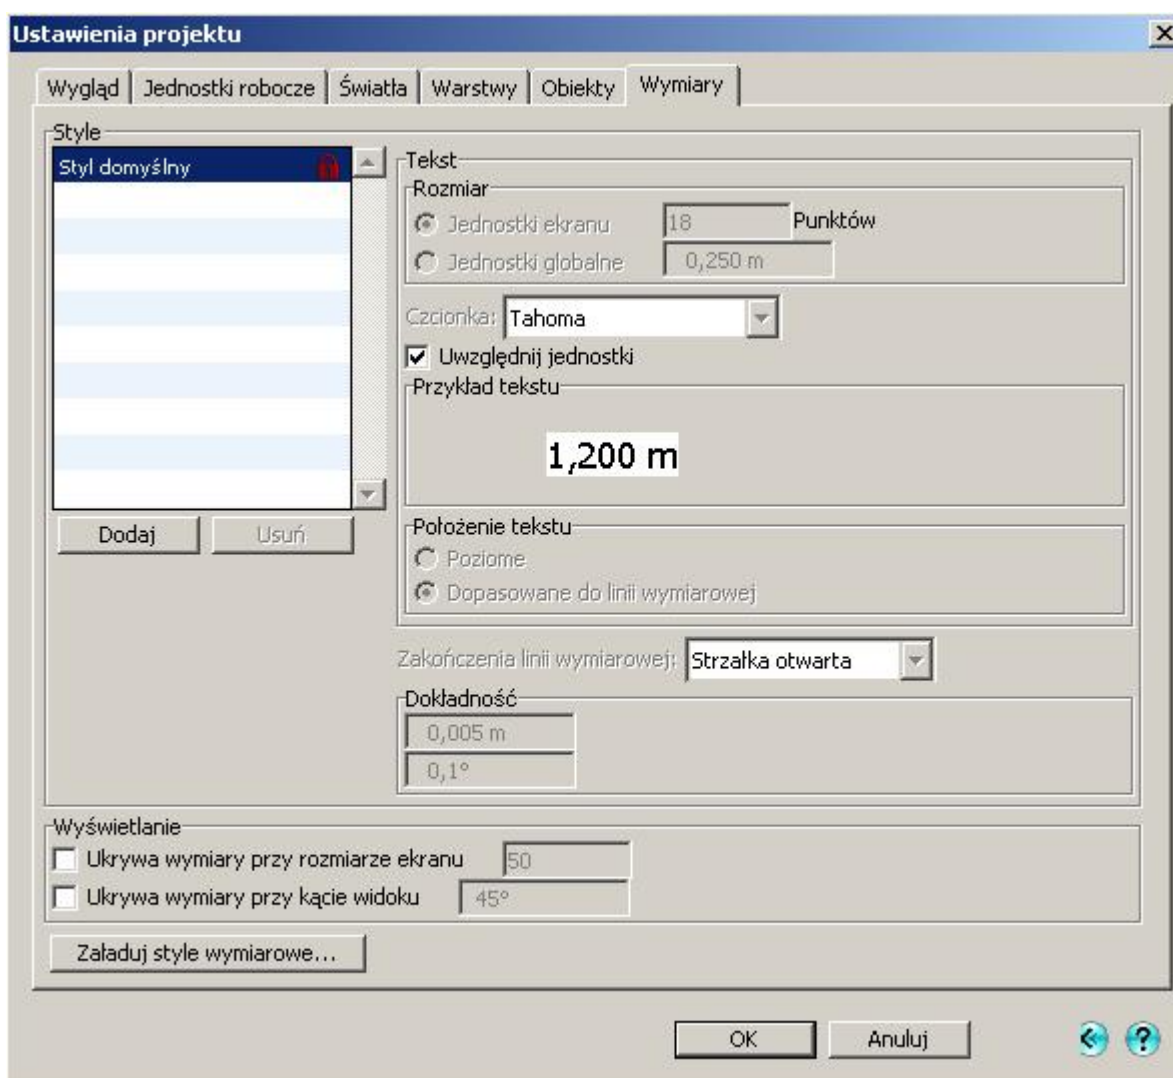 Ustawienia projektu
Wygląd Jednostki robocze Światła Warstwy Obiekty Wymiary
Style
Styl domyślny
Dodaj Usuń
Tekst
Rozmiar
Jednostki ekranu 18 Punktów
Jednostki globalne 0,250 m
Czcionka: Tahoma
Uwzględnij jednostki
Przykład tekstu
1,200 m
Położenie tekstu
Poziome
Dopasowane do linii wymiarowej
Zakończenia linii wymiarowej: Strzałka otwarta
Dokładność
0,005 m
0,1°
Wyświetlanie
Ukrywa wymiary przy rozmiarze ekranu 50
Ukrywa wymiary przy kącie widoku 45°
Załaduj style wymiarowe...
OK Anuluj
?